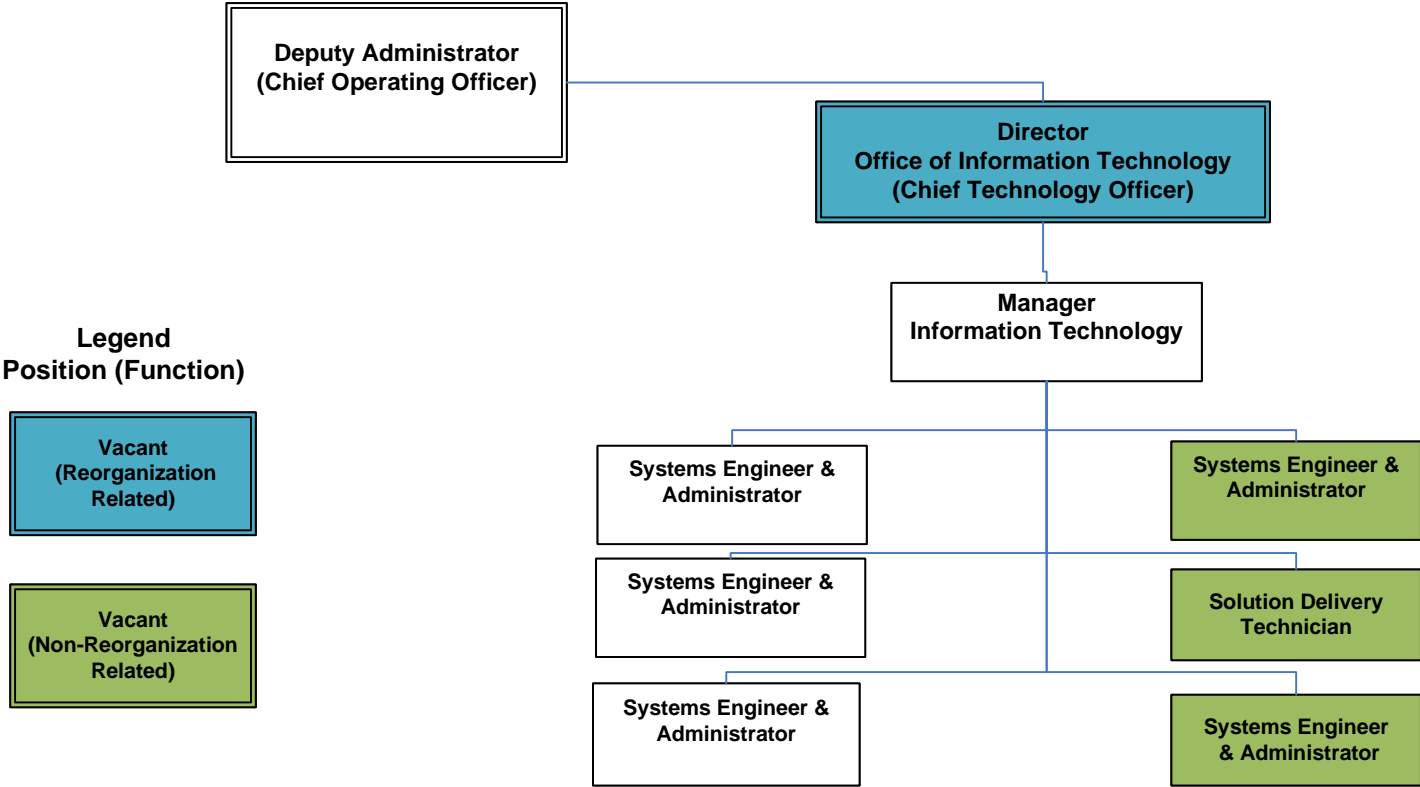 Deputy Administrator
(Chief Operating Officer)
Director
Office of Information Technology
(Chief Technology Officer)
Manager
Information Technology
Legend
Position (Function)
Vacant
(Reorganization
Related)
Vacant
(Non-Reorganization
Related)
Systems Engineer &
Administrator
Systems Engineer &
Administrator
Systems Engineer &
Administrator
Solution Delivery
Technician
Systems Engineer &
Administrator
Systems Engineer
& Administrator